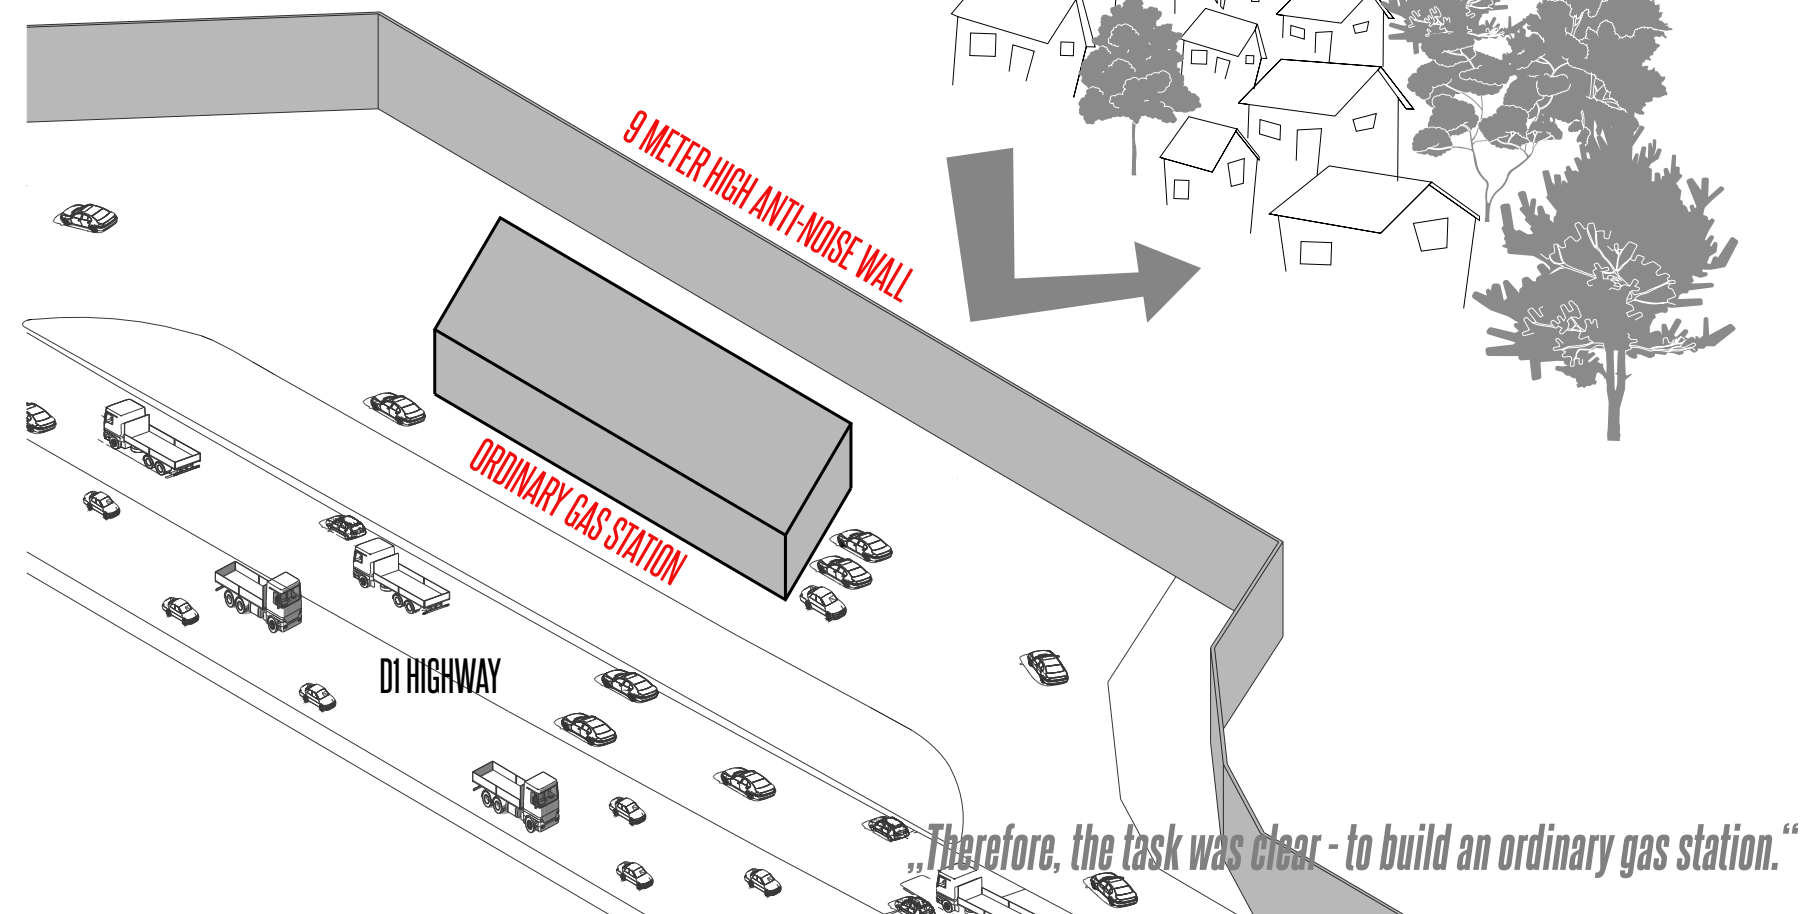 9 METER HIGH ANTI-NOISE WALL
ORDINARY GAS STATION
D1 HIGHWAY
„Therefore, the task was clear - to build an ordinary gas station.“